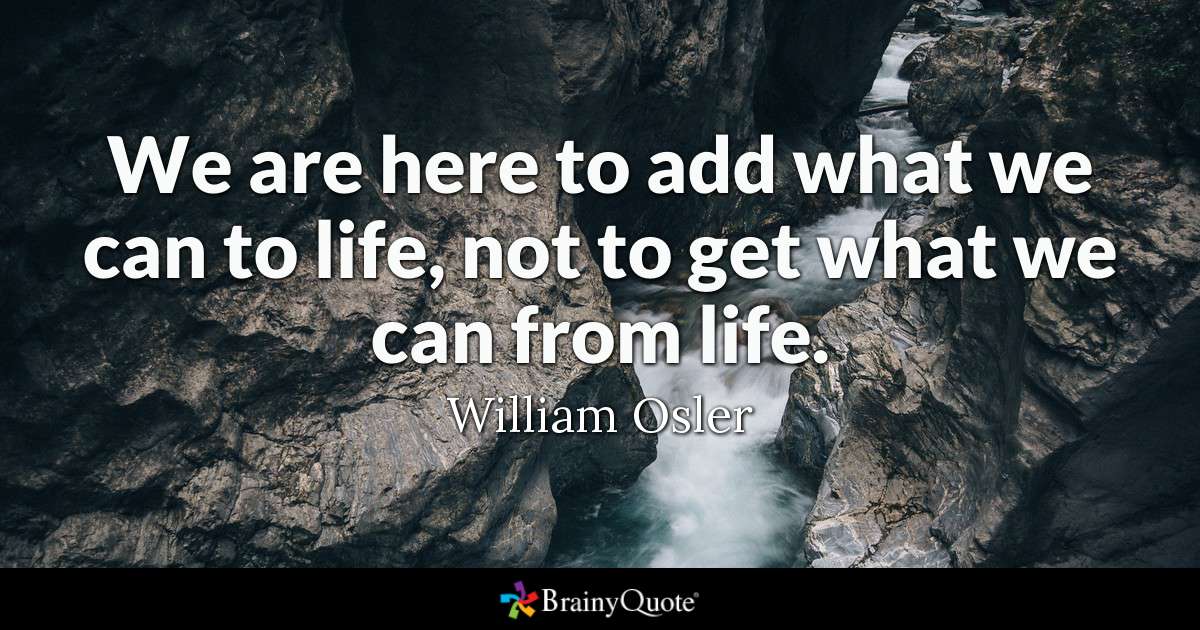 We are here to add what we
can to life, not to get what we
can from life.
William Osler
BrainyQuote®